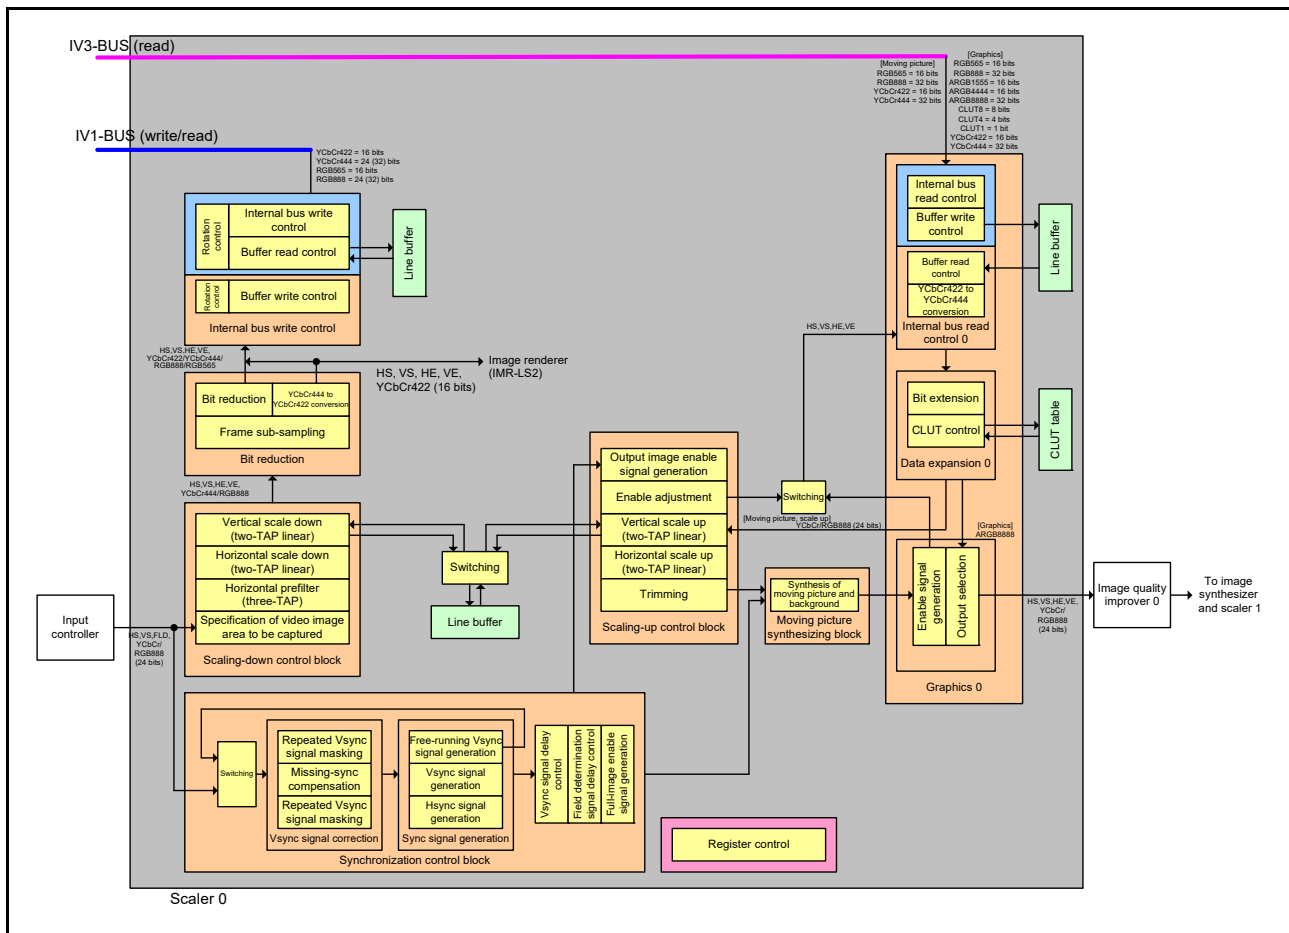 IV3-BUS (read)
[Graphics]
RGB565 = 16 bits
RGB888 = 32 bits
ARGB1555 = 16 bits
ARGB4444 = 16 bits
ARGB8888 = 32 bits
CLUT8 = 8 bits
CLUT4 = 4 bits
CLUT1 = 1 bit
YCbCr422 = 16 bits
YCbCr444 = 32 bits
[Moving picture]
RGB565 = 16 bits
RGB888 = 32 bits
YCbCr422 = 16 bits
YCbCr444 = 32 bits
IV1-BUS (write/read)
YCbCr422 = 16 bits
YCbCr444 = 24 (32) bits
RGB565 = 16 bits
RGB888 = 24 (32) bits
Rotation
control
Internal bus write
control
Buffer read control
Line buffer
Rotation
control
Buffer write control
Internal bus write control
HS,VS,HE,VE,
YCbCr422/YCbCr444/
RGB888/RGB565
HS, VS, HE, VE,
YCbCr422 (16 bits)
Image renderer
(IMR-LS2)
Bit reduction
YCbCr444 to
YCbCr422 conversion
Frame sub-sampling
Bit reduction
HS,VS,HE,VE,
YCbCr444/RGB888
Vertical scale down
(two-TAP linear)
Horizontal scale down
(two-TAP linear)
Horizontal prefilter
(three-TAP)
Specification of video image
area to be captured
Scaling-down control block
Input
controller
HS,VS,FLD,
YCbCr/
RGB888
(24 bits)
Switching
Line buffer
Output image enable
signal generation
Enable adjustment
Vertical scale up
(two-TAP linear)
Horizontal scale up
(two-TAP linear)
Trimming
Scaling-up control block
Switching
HS,VS,HE,VE
[Moving picture, scale up]
YCbCr/RGB888 (24 bits)
Synthesis of
moving picture and
background
Moving picture
synthesizing block
Internal bus
read control
Buffer write
control
Line buffer
Buffer read
control
YCbCr422 to
YCbCr444
conversion
Internal bus read
control 0
Bit extension
CLUT control
CLUT table
Data expansion 0
[Graphics]
ARGB8888
Enable signal
generation
Output selection
Graphics 0
HS,VS,HE,VE,
YCbCr/
RGB888
(24 bits)
Image quality
improver 0
To image
synthesizer
and scaler 1
Switching
Repeated Vsync
signal masking
Missing-sync
compensation
Repeated Vsync
signal masking
Vsync signal correction
Free-running Vsync
signal generation
Vsync signal
generation
Hsync signal
generation
Sync signal generation
Vsync signal delay
control
Field determination
signal delay control
Full-image enable
signal generation
Synchronization control block
Register control
Scaler 0